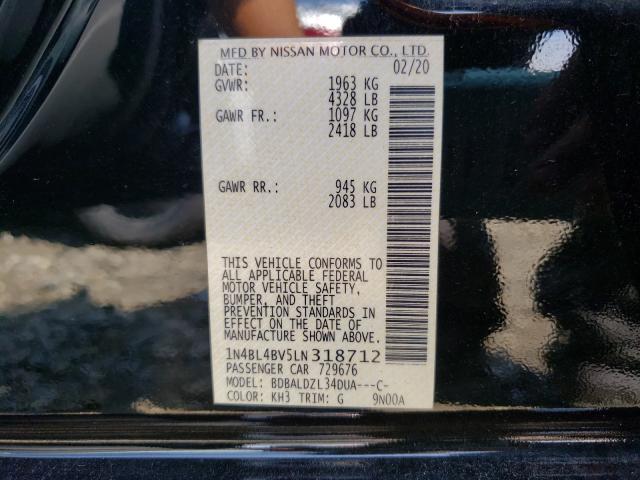 MFD BY NISSAN MOTOR CO., LTD.
DATE: 02/20
GVWR: 1963 KG
4328 LB
GAWR FR.: 1097 KG
2418 LB
GAWR RR.: 945 KG
2083 LB
THIS VEHICLE CONFORMS TO
ALL APPLICABLE FEDERAL
MOTOR VEHICLE SAFETY,
BUMPER, AND THEFT
PREVENTION STANDARDS IN
EFFECT ON THE DATE OF
MANUFACTURE SHOWN ABOVE.
1N4BL4BV5LN318712
PASSENGER CAR 729676
MODEL: BDBALDZL34DUA---C-
COLOR: KH3 TRIM: G 9N00A